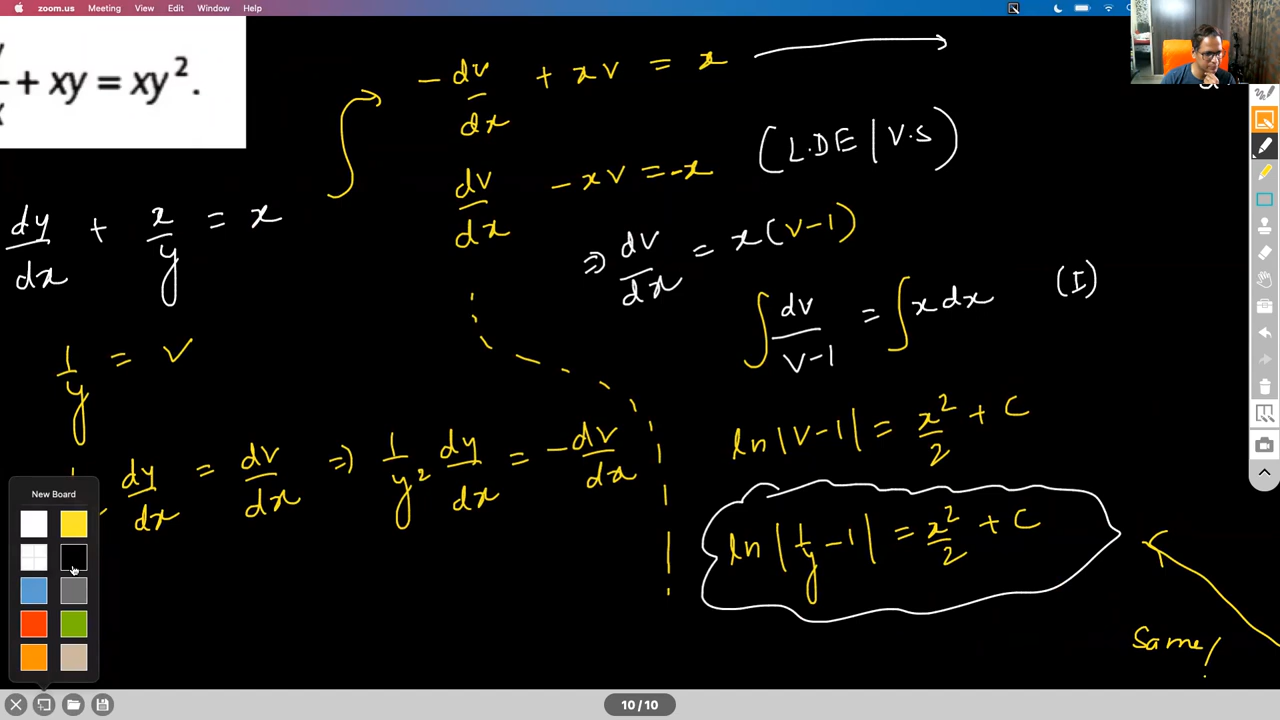 zoom.us Meeting View Edit Window Help
+ xy = xy².
-dv/dx + xv = x
dv/dx - xv = -x (L.DE | V.S)
dy/dx + x/y = x
⇒ dv/dx = x(v-1)
∫ dv/v-1 = ∫ x dx (I)
1/y = v
ln|v-1| = x²/2 + C
dy/dx = dv/dx ⇒ 1/y² dy/dx = -dv/dx
ln|1/y -1| = x²/2 + C
Same!
New Board
10 / 10